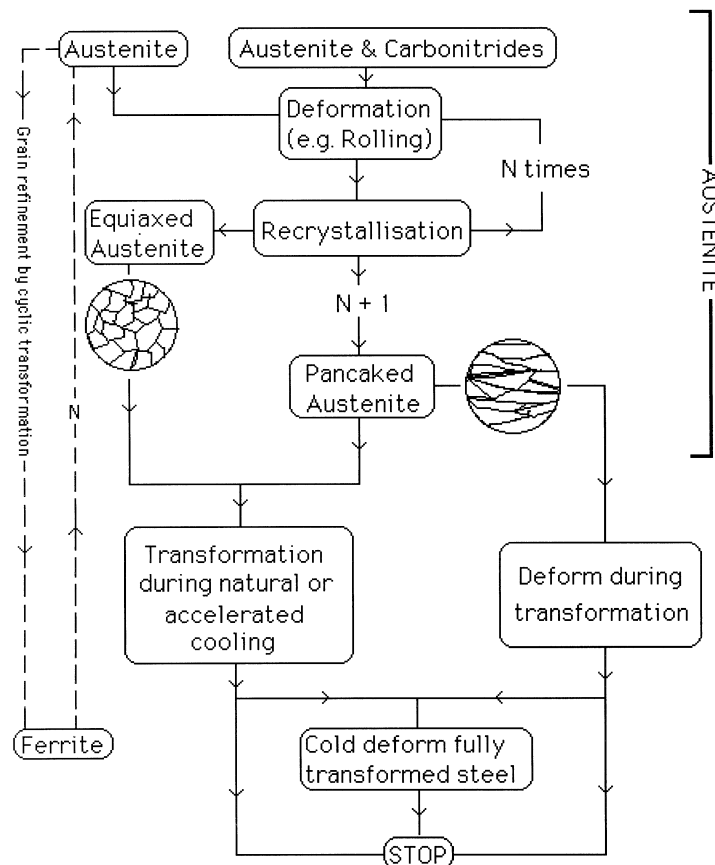 Austenite
Austenite & Carbonitrides
Deformation
(e.g. Rolling)
N times
Equiaxed
Austenite
Recrystallisation
N + 1
Pancaked
Austenite
AUSTENITE
Grain refinement by cyclic transformation
N
Transformation
during natural or
accelerated
cooling
Deform during
transformation
Ferrite
Cold deform fully
transformed steel
STOP